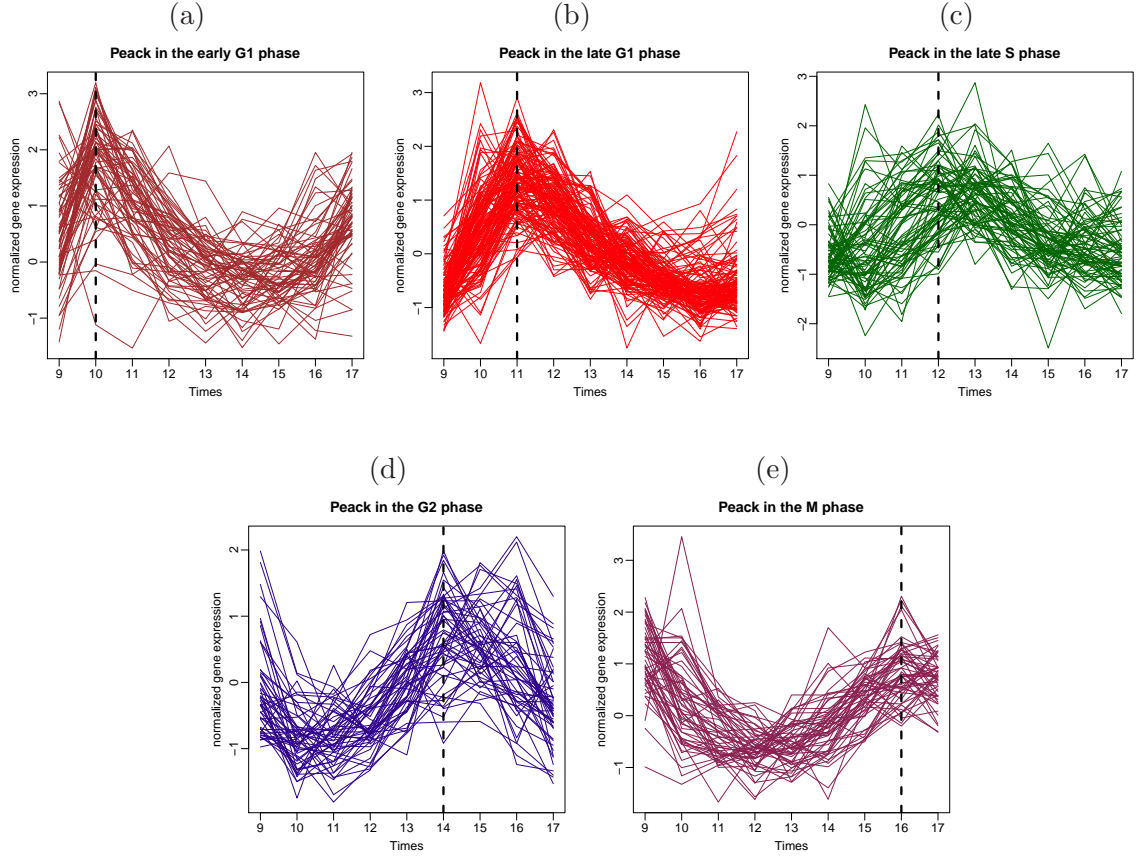 (a)
(b)
(c)
Peack in the early G1 phase
Peack in the late G1 phase
Peack in the late S phase
normalized gene expression
3
2
1
0
−1
9 10 11 12 13 14 15 16 17
Times
normalized gene expression
3
2
1
0
−1
9 10 11 12 13 14 15 16 17
Times
normalized gene expression
3
2
1
0
−1
−2
9 10 11 12 13 14 15 16 17
Times
(d)
(e)
Peack in the G2 phase
Peack in the M phase
normalized gene expression
2
1
0
−1
9 10 11 12 13 14 15 16 17
Times
normalized gene expression
3
2
1
0
−1
9 10 11 12 13 14 15 16 17
Times